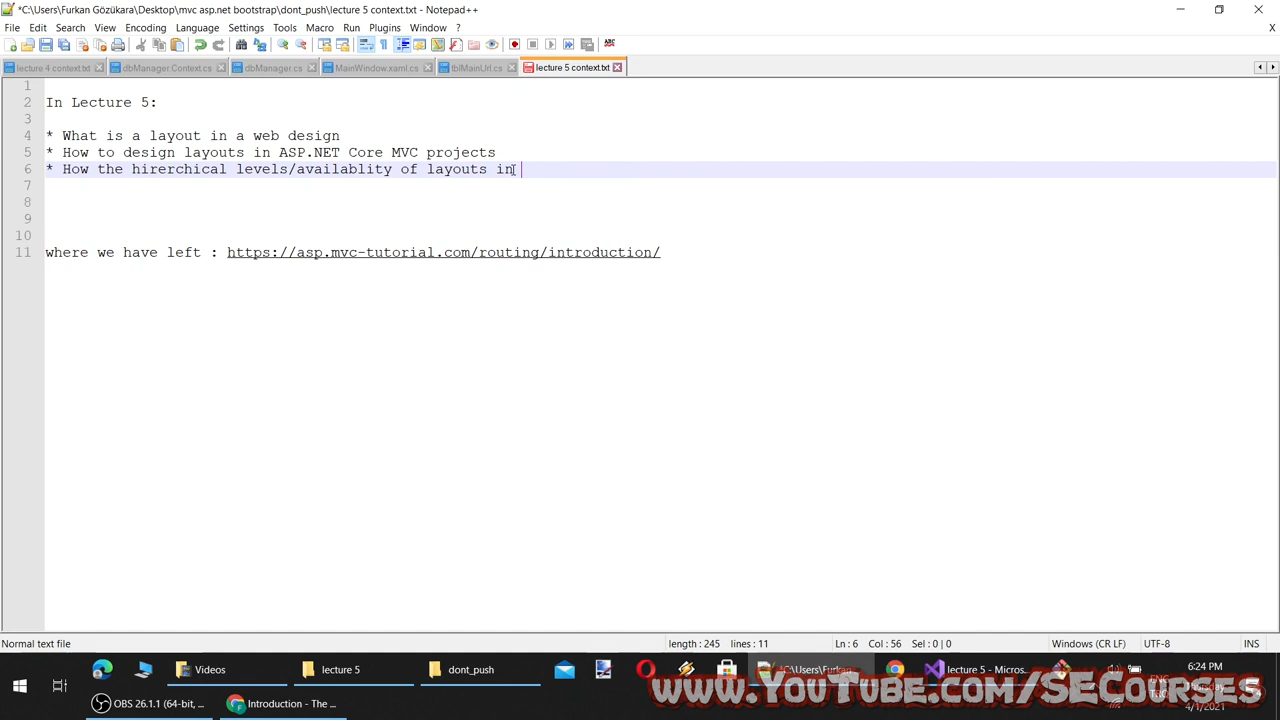 *C:\Users\Furkan Gözükara\Desktop\mvc asp.net bootstrap\dont_push\lecture 5 context.txt - Notepad++
File Edit Search View Encoding Language Settings Tools Macro Run Plugins Window ? X
lecture 4 context.txt dbManager.Context.cs dbManager.cs MainWindow.xaml.cs tblMainUrl.cs lecture 5 context.txt
1
2 In Lecture 5:
3
4 * What is a layout in a web design
5 * How to design layouts in ASP.NET Core MVC projects
6 * How the hirerchical levels/availablity of layouts in
7
8
9
10
11 where we have left : https://asp.mvc-tutorial.com/routing/introduction/
Normal text file length : 245 lines : 11 Ln : 6 Col : 56 Sel : 0 | 0 Windows (CR LF) UTF-8 INS
Videos lecture 5 dont_push *C:\Users\Furkan lecture 5 - Micros... ENG 6:24 PM
OBS 26.1.1 (64-bit, ... Introduction - The ... 4/1/2021
www.YouTube.com/SECourses